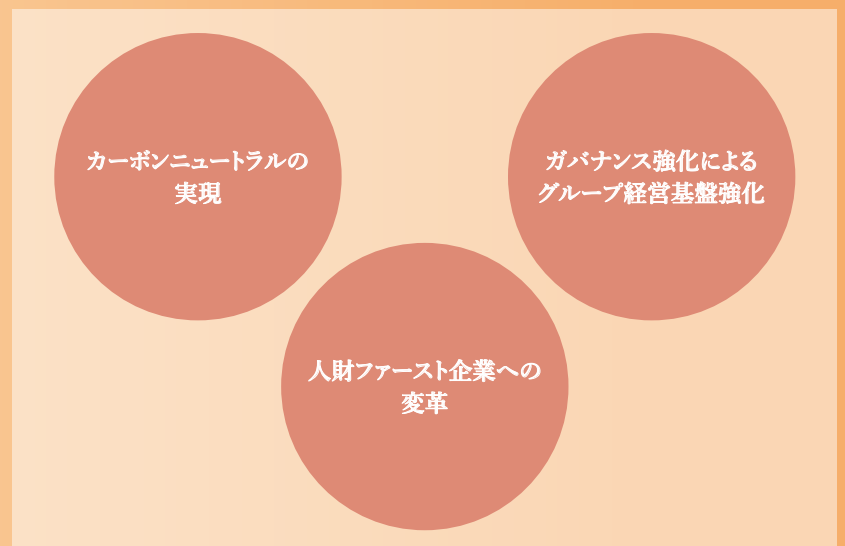 カーボンニュートラルの
実現
ガバナンス強化による
グループ経営基盤強化
人財ファースト企業への
変革